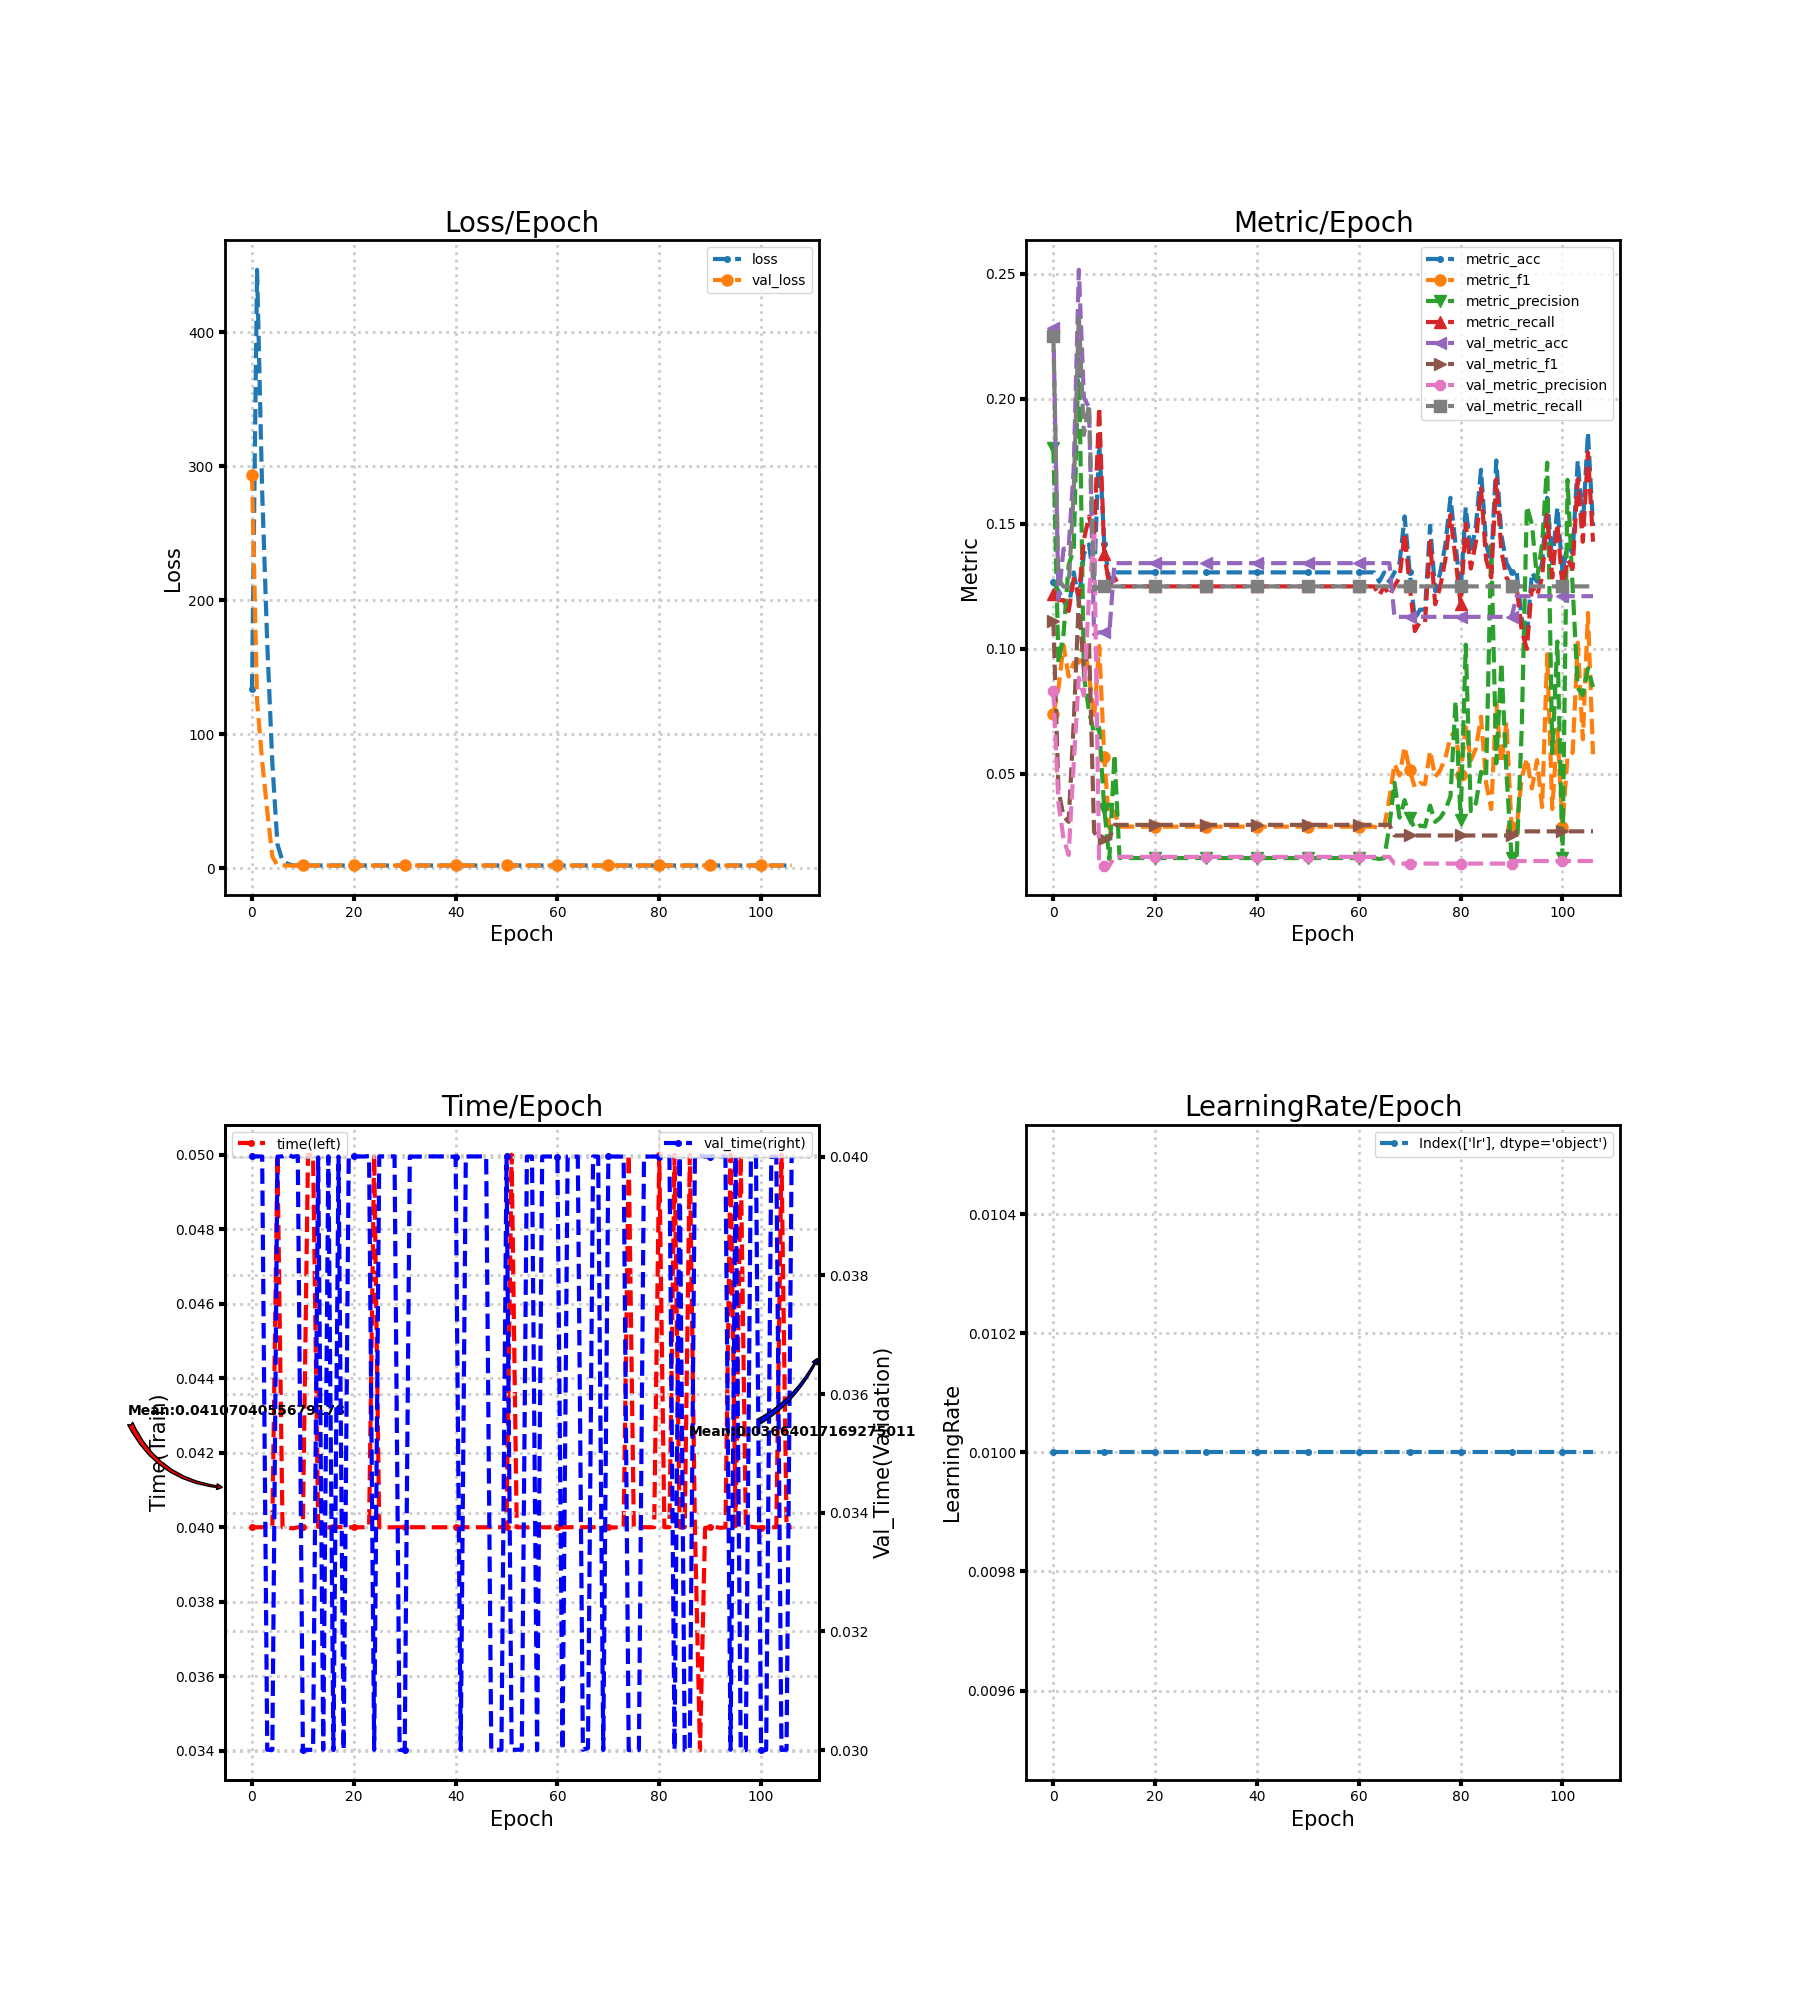 Loss/Epoch
loss
val_loss
400
300
200
100
0
Loss
0 20 40 60 80 100
Epoch
Metric/Epoch
metric_acc
metric_f1
metric_precision
metric_recall
val_metric_acc
val_metric_f1
val_metric_precision
val_metric_recall
0.25
0.20
0.15
0.10
0.05
Metric
0 20 40 60 80 100
Epoch
Time/Epoch
time(left)
val_time(right)
0.050
0.048
0.046
0.044
0.042
0.040
0.038
0.036
0.034
Time(Train)
0.040
0.038
0.036
0.034
0.032
0.030
Val_Time(Validation)
Mean:0.03664017169275011
0 20 40 60 80 100
Epoch
LearningRate/Epoch
Index(['lr'], dtype='object')
0.0104
0.0102
0.0100
0.0098
0.0096
LearningRate
0 20 40 60 80 100
Epoch